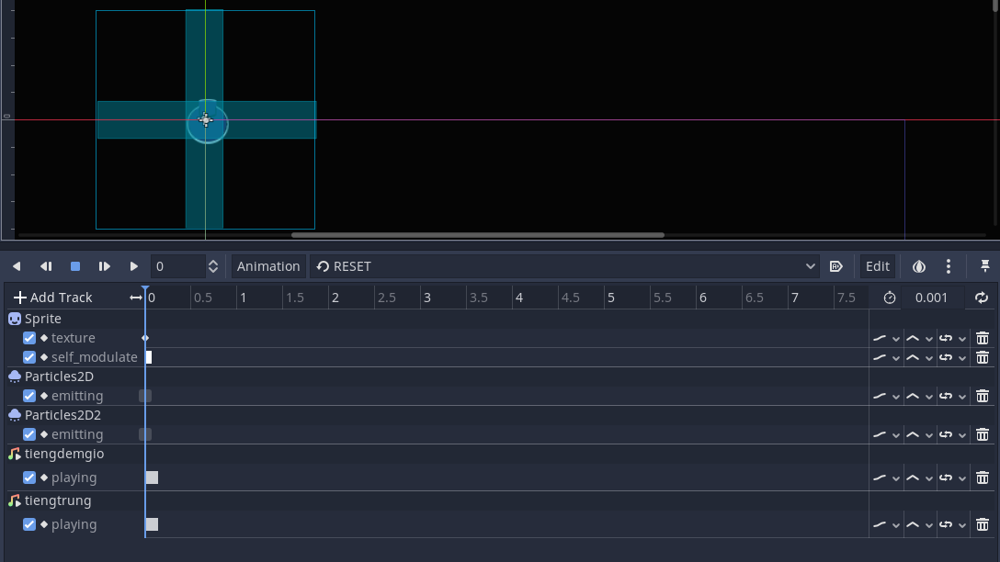 0
0 Animation RESET Edit
Add Track 0 0.5 1 1.5 2 2.5 3 3.5 4 4.5 5 5.5 6 6.5 7 7.5 0.001
Sprite
texture
self_modulate
Particles2D
emitting
Particles2D2
emitting
tiengdemgio
playing
tiengtrung
playing